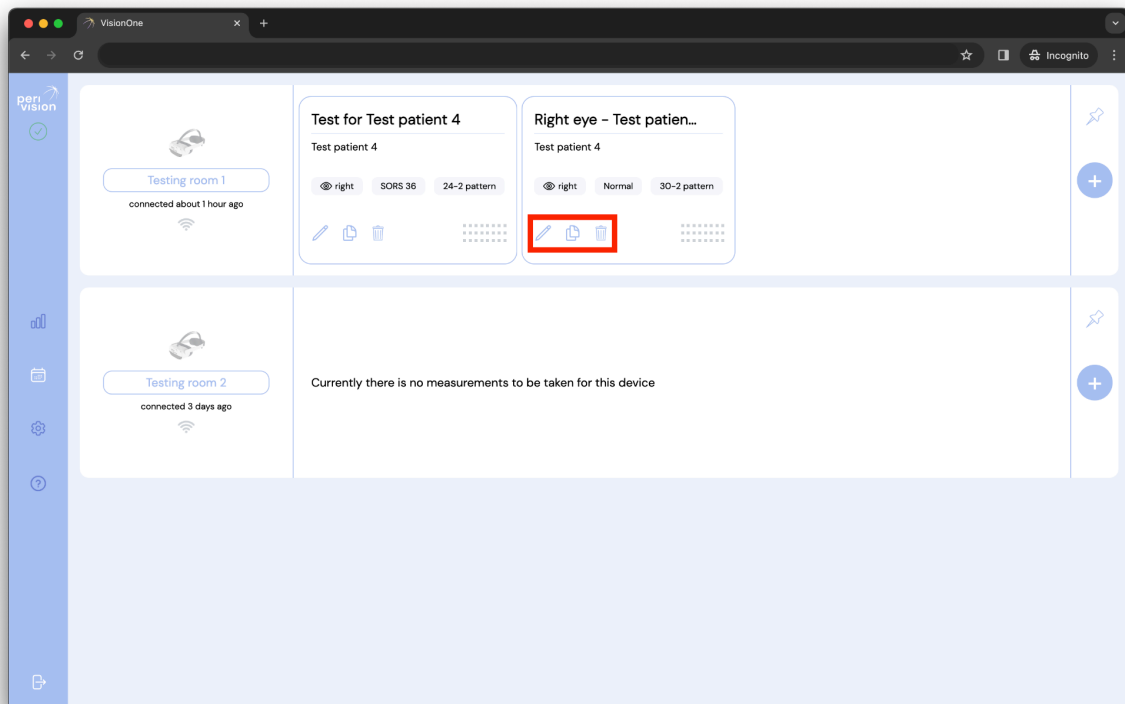 VisionOne
Incognito
peri
vision
Testing room 1
connected about 1 hour ago
Test for Test patient 4
Test patient 4
right
SORS 36
24-2 pattern
Right eye - Test patien...
Test patient 4
right
Normal
30-2 pattern
Testing room 2
connected 3 days ago
Currently there is no measurements to be taken for this device